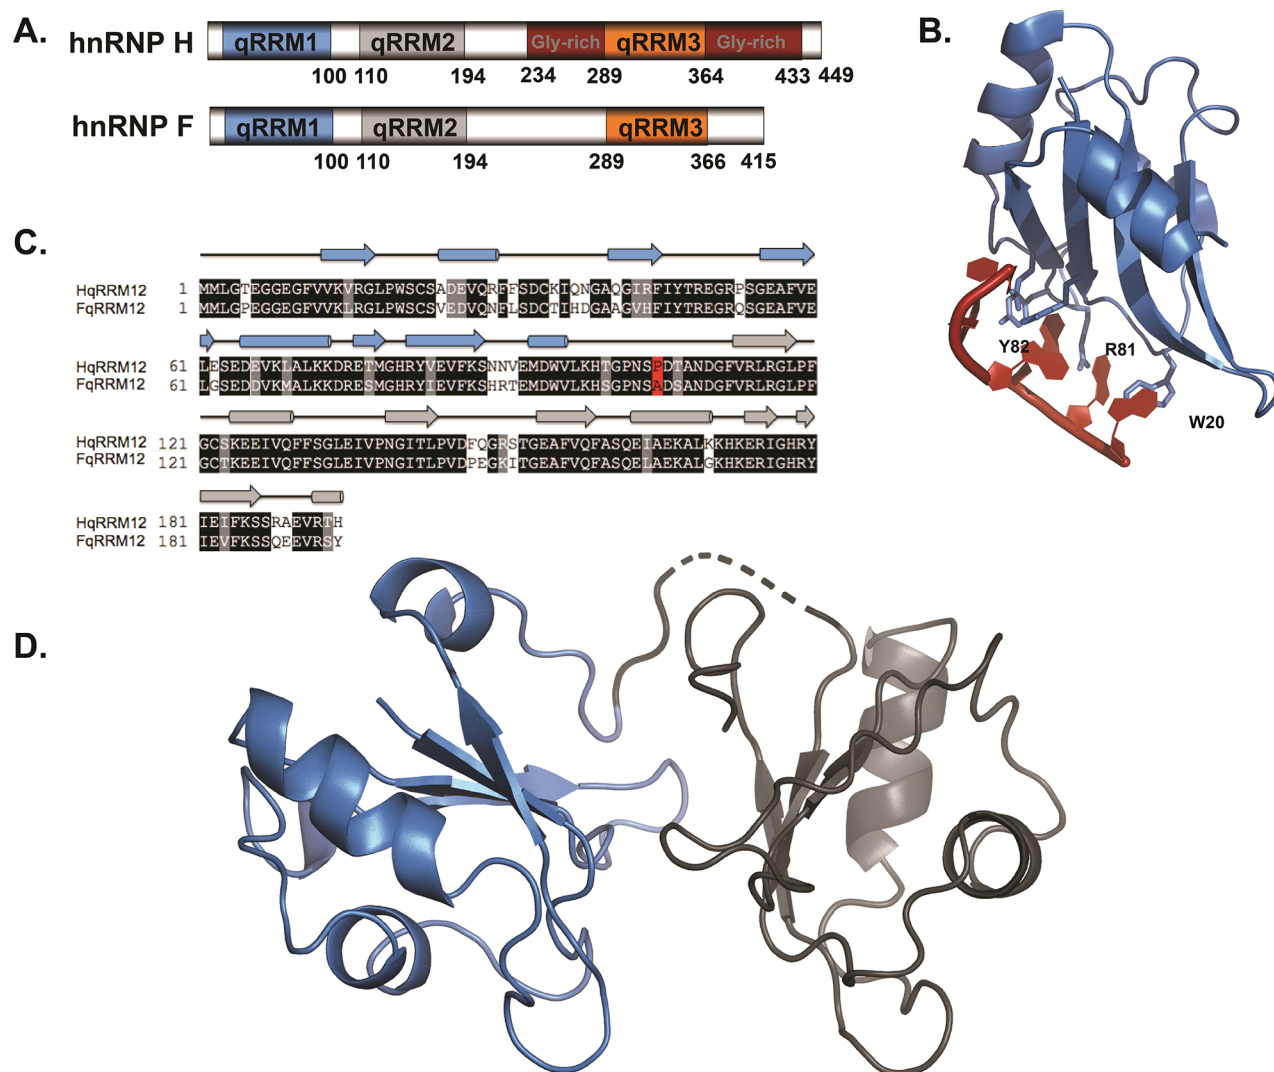 A.
hnRNP H
qRRM1
qRRM2
Gly-rich
qRRM3
Gly-rich
100 110 194 234 289 364 433 449
hnRNP F
qRRM1
qRRM2
qRRM3
100 110 194 289 366 415
B.
Y82
R81
W20
C.
HqRRM12 1 MMLGTEGGEGFVVKVRGLPWSCSADEVQRFFSDCKIQNGAQGIRFIYTREGRPSGEAFVE
FqRRM12 1 MMLGPEGGEGFVVKLRGLPWSCSVEDVQNFLSDCTIHDGAAGVHFIYTREGRQSGEAFVE
HqRRM12 61 LESEDEVKLALKKDRETMGHRYVEVFKSNNVEMDWVLKHTGPNSPDTANDGFVRLRGLPF
FqRRM12 61 LGSEDDVKMALKKDRESMGHRYIEVFKSHRTEMDWVLKHSGPNSADSANDGFVRLRGLPF
HqRRM12 121 GCSKEEIVQFFSGLEIVPNGITLPVDFQGRSTGEAFVQFASQEIAEKALKKHKERIGHRY
FqRRM12 121 GCTKEEIVQFFSGLEIVPNGITLPVDPEGKITGEAFVQFASQELAEKALGKHKERIGHRY
HqRRM12 181 IEIFKSSRAEVRTH
FqRRM12 181 IEVFKSSQEEVRSY
D.